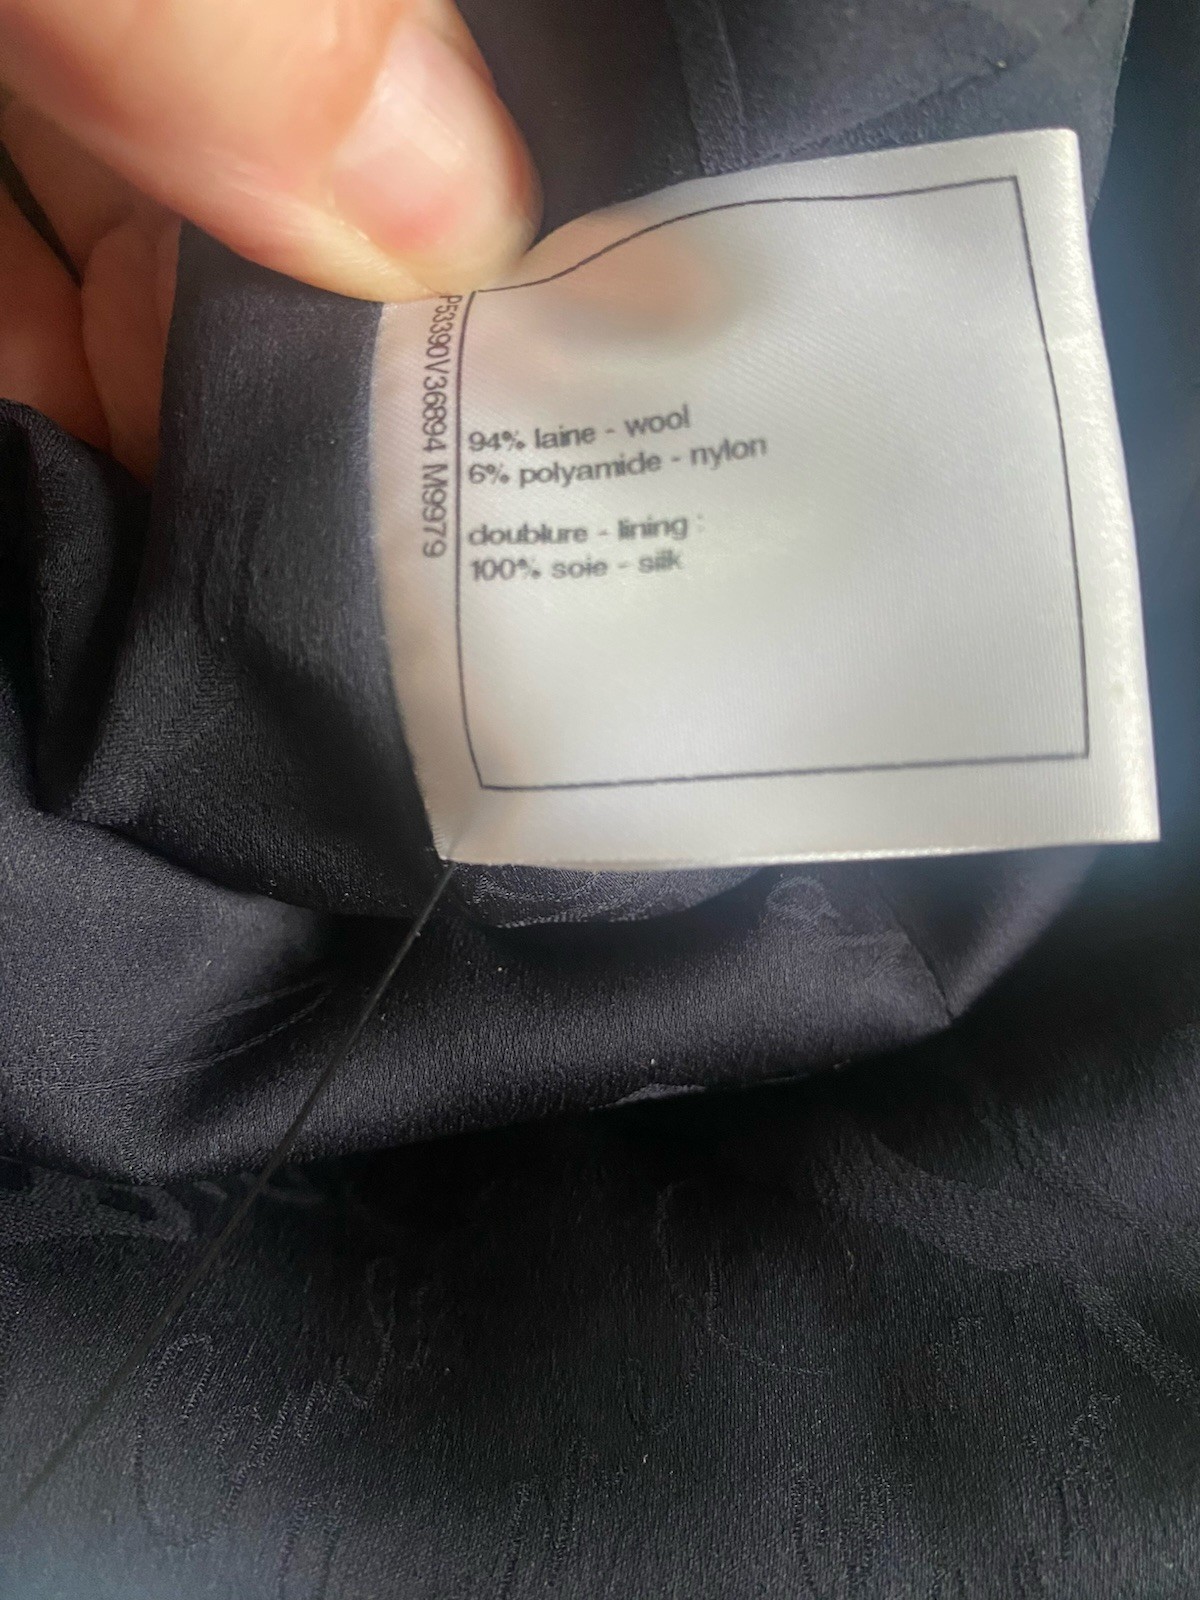 P53390V36894 M9979
94% laine - wool
6% polyamide - nylon
doublure - lining :
100% soie - silk